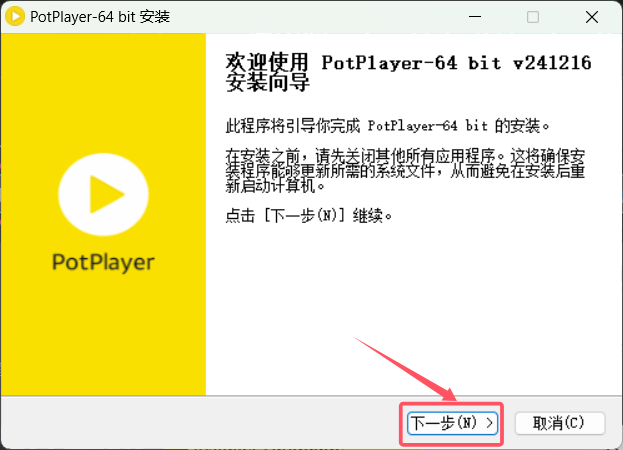 PotPlayer-64 bit 安装
欢迎使用 PotPlayer-64 bit v241216
安装向导
此程序将引导你完成 PotPlayer-64 bit 的安装。
在安装之前，请先关闭其他所有应用程序。这将确保安
装程序能够更新所需的系统文件，从而避免在安装后重
新启动计算机。
点击 [下一步(N)] 继续。
PotPlayer
下一步(N) >
取消(C)